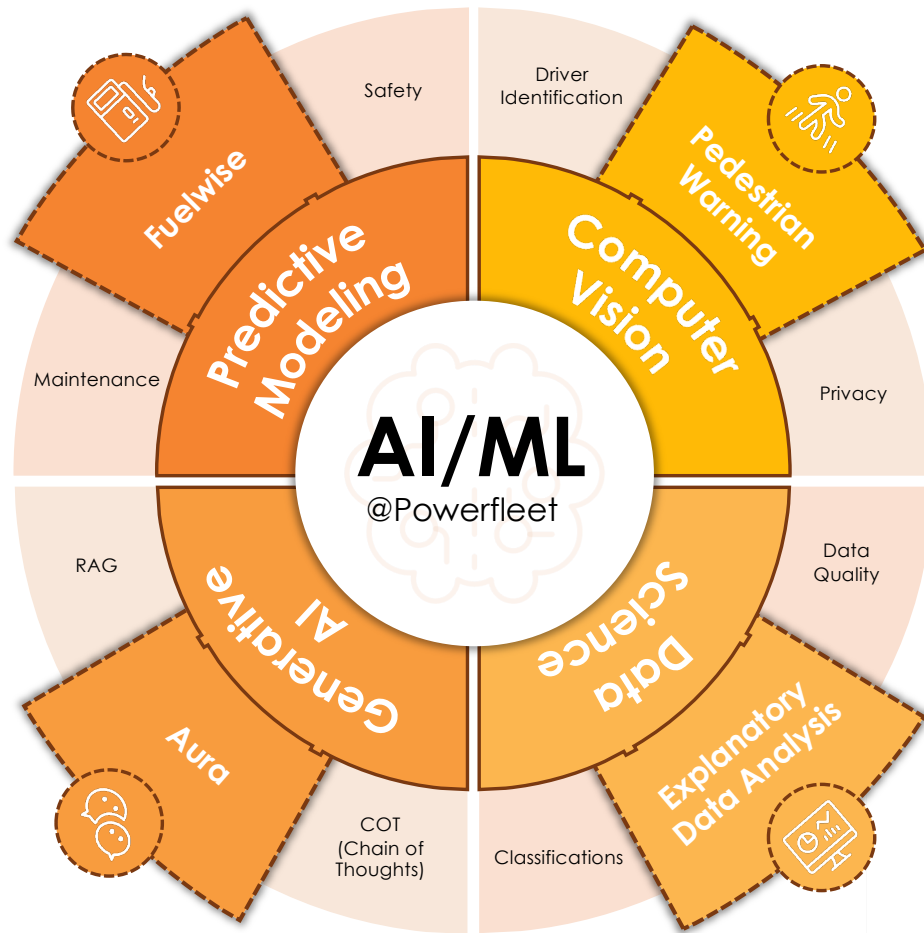 Safety
Driver
Identification
Fuelwise
Pedestrian
Warning
Predictive
Modeling
Computer
Vision
Maintenance
Privacy
AI/ML
@Powerfleet
RAG
Data
Quality
Generative
AI
Data
Science
Aura
Explanatory
Data Analysis
COT
(Chain of
Thoughts)
Classifications